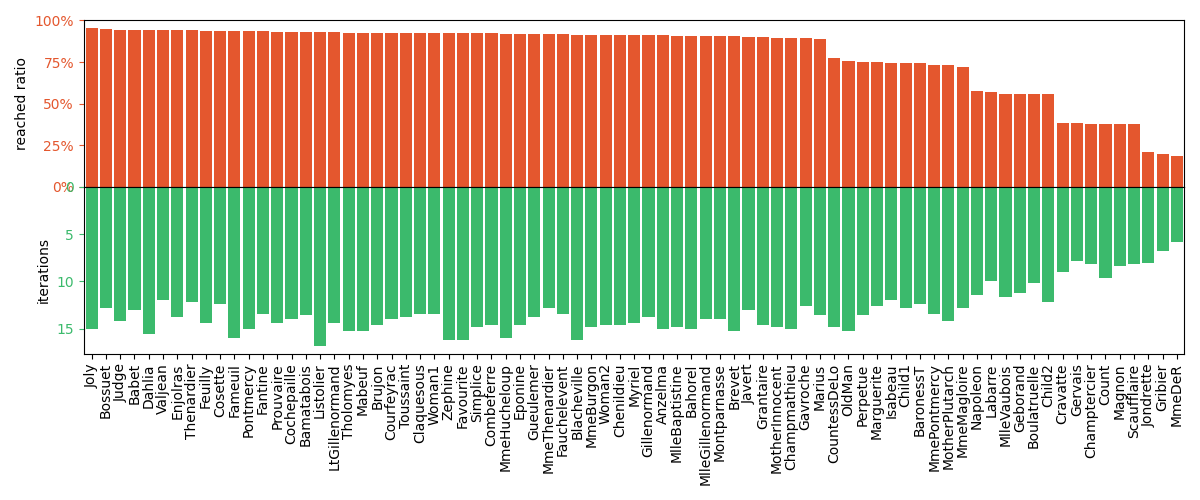 100%
75%
50%
25%
0%
reached ratio
0
5
10
15
iterations
Joly
Bossuet
Judge
Babet
Dahlia
Valjean
Enjolras
Thenardier
Feuilly
Cosette
Fameuil
Pontmercy
Fantine
Prouvaire
Cochepaille
Bamatabois
Listolier
LtGillenormand
Tholomyes
Mabeuf
Brujon
Courfeyrac
Toussaint
Claquesous
Woman1
Zephine
Favourite
Simplice
Combeferre
MmeHucheloup
Eponine
Gueulemer
MmeThenardier
Fauchelevent
Blacheville
MmeBurgon
Woman2
Chenildieu
Myriel
Gillenormand
Anzelma
MlleBaptistine
Bahorel
MlleGillenormand
Montparnasse
Brevet
Javert
Grantaire
MotherInnocent
Champmathieu
Gavroche
Marius
CountessDeLo
OldMan
Perpetue
Marguerite
Isabeau
Child1
BaronessT
MmePontmercy
MotherPlutarch
MmeMagloire
Napoleon
Labarre
MlleVaubois
Geborand
Boulatruelle
Child2
Cravatte
Gervais
Champtercier
Count
Magnon
Scaufflaire
Jondrette
Gribier
MmeDeR